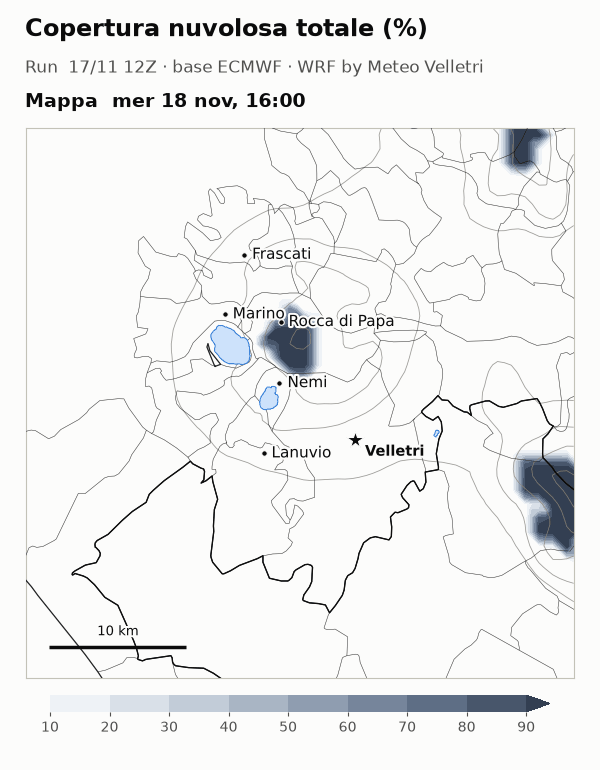 Copertura nuvolosa totale (%)
Run  17/11 12Z · base ECMWF · WRF by Meteo Velletri
Mappa  mer 18 nov, 16:00
Frascati
Marino
Rocca di Papa
Nemi
Velletri
Lanuvio
10 km
10 20 30 40 50 60 70 80 90